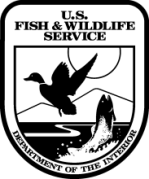 U.S.
FISH & WILDLIFE
SERVICE
DEPARTMENT OF THE INTERIOR